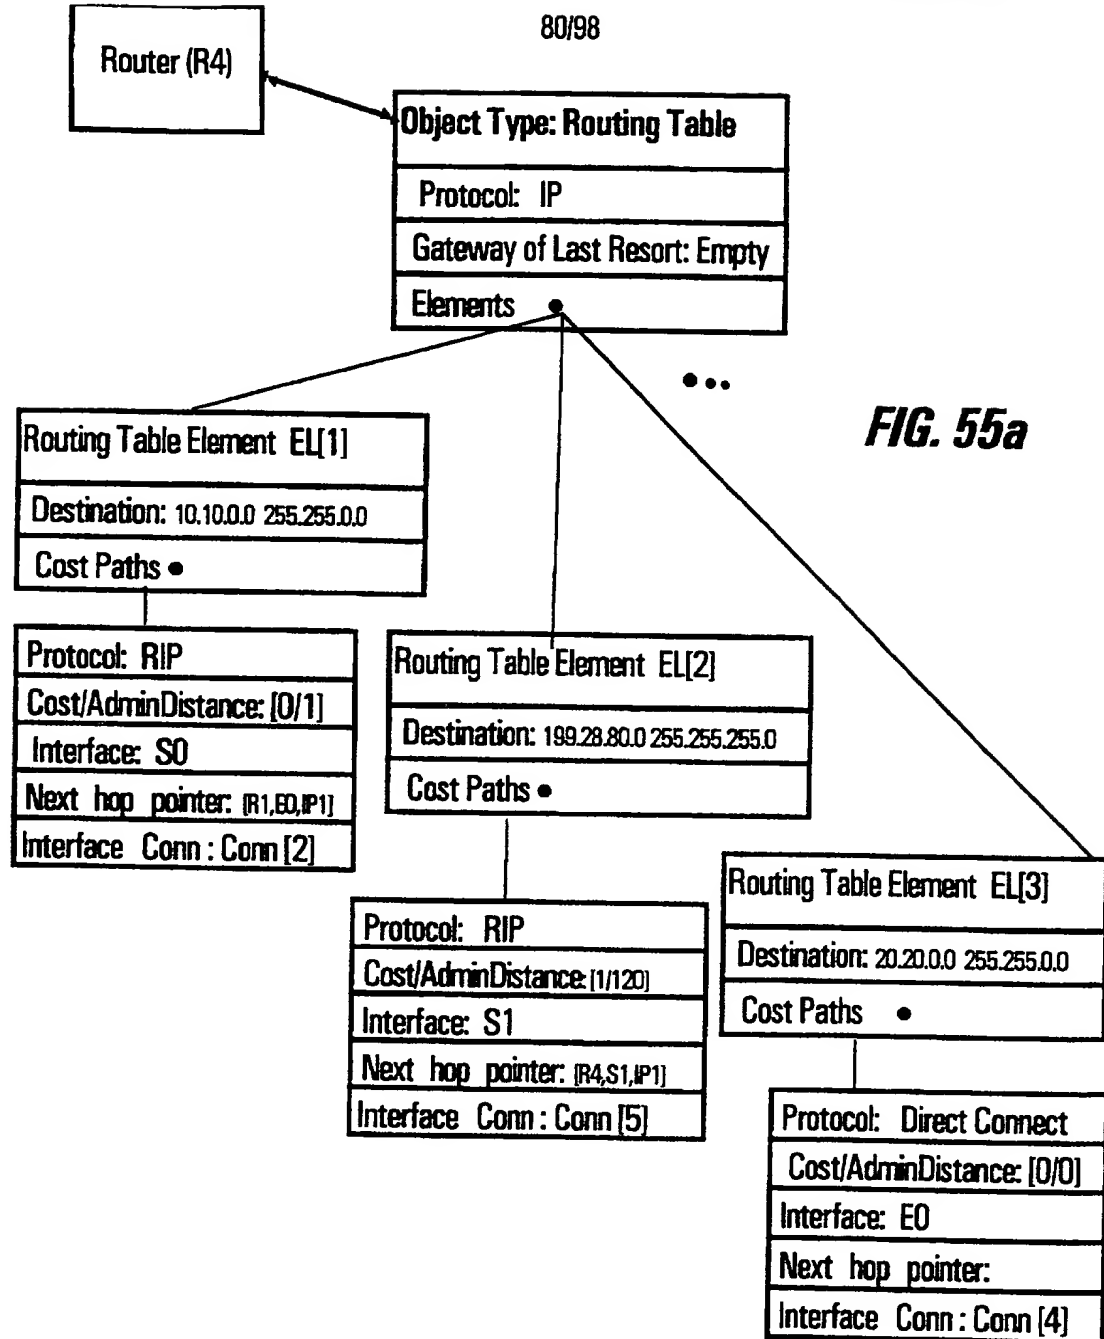 80/98
Router (R4)
Object Type: Routing Table
Protocol: IP
Gateway of Last Resort: Empty
Elements
FIG. 55a
Routing Table Element EL[1]
Destination: 10.10.0.0 255.255.0.0
Cost Paths
Protocol: RIP
Cost/AdminDistance: [0/1]
Interface: S0
Next hop pointer: [R1,E0,IP1]
Interface Conn : Conn [2]
Routing Table Element EL[2]
Destination: 199.28.80.0 255.255.255.0
Cost Paths
Protocol: RIP
Cost/AdminDistance: [1/120]
Interface: S1
Next hop pointer: [R4,S1,IP1]
Interface Conn : Conn [5]
Routing Table Element EL[3]
Destination: 20.20.0.0 255.255.0.0
Cost Paths
Protocol: Direct Connect
Cost/AdminDistance: [0/0]
Interface: E0
Next hop pointer:
Interface Conn : Conn [4]